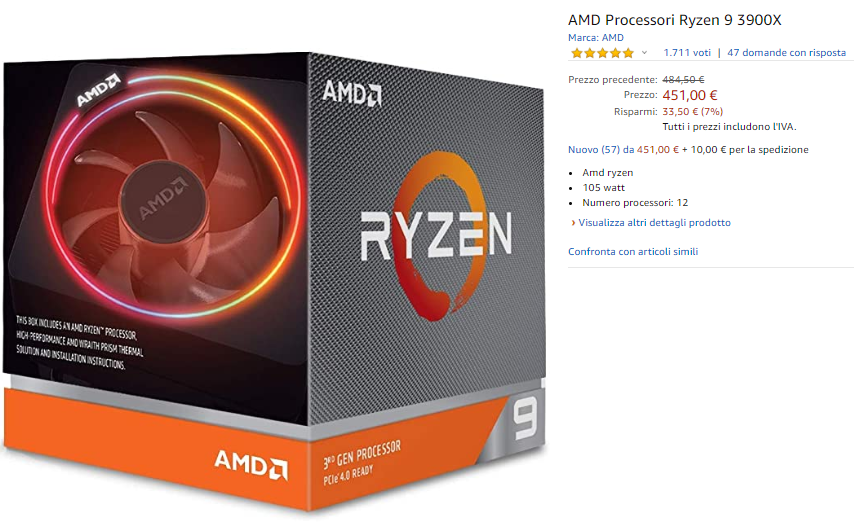 AMD
AMD
AMD
RYZEN
THIS BOX INCLUDES AN AMD RYZEN™ PROCESSOR,
HIGH-PERFORMANCE AMD WRAITH PRISM THERMAL
SOLUTION AND INSTALLATION INSTRUCTIONS.
AMD
3RD GEN PROCESSOR
PCIe® 4.0 READY
9
AMD Processori Ryzen 9 3900X
Marca: AMD
1.711 voti | 47 domande con risposta
Prezzo precedente: 484,50 €
Prezzo: 451,00 €
Risparmi: 33,50 € (7%)
Tutti i prezzi includono l'IVA.
Nuovo (57) da 451,00 € + 10,00 € per la spedizione
• Amd ryzen
• 105 watt
• Numero processori: 12
› Visualizza altri dettagli prodotto
Confronta con articoli simili